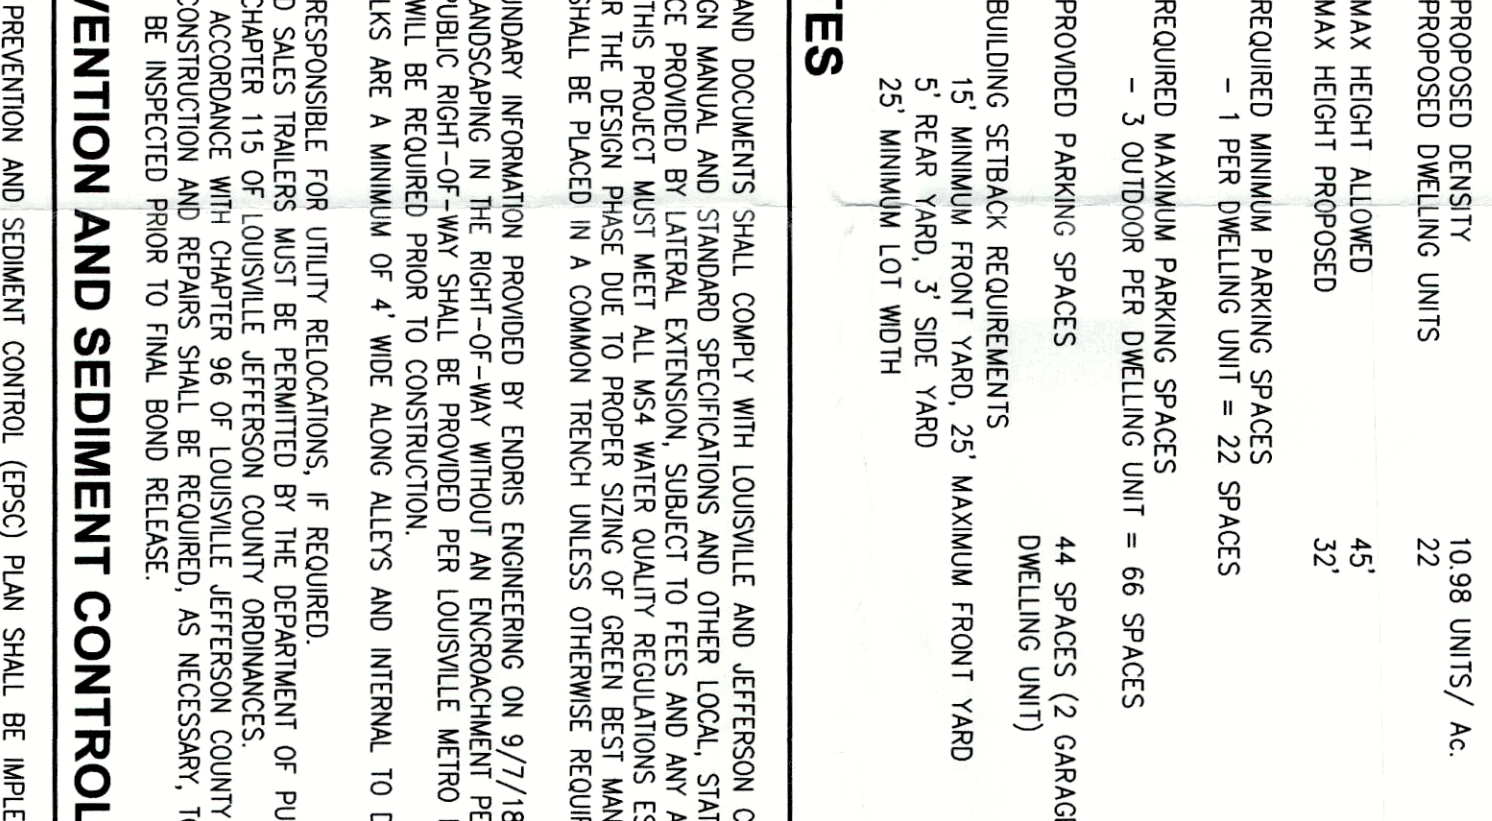 PROPOSED DENSITY 10.98 UNITS/ Ac.
PROPOSED DWELLING UNITS 22
MAX HEIGHT ALLOWED 45'
MAX HEIGHT PROPOSED 32'
REQUIRED MINIMUM PARKING SPACES
- 1 PER DWELLING UNIT = 22 SPACES
REQUIRED MAXIMUM PARKING SPACES
- 3 OUTDOOR PER DWELLING UNIT = 66 SPACES
PROVIDED PARKING SPACES 44 SPACES (2 GARAG
DWELLING UNIT)
BUILDING SETBACK REQUIREMENTS
15' MINIMUM FRONT YARD, 25' MAXIMUM FRONT YARD
5' REAR YARD, 3' SIDE YARD
25' MINIMUM LOT WIDTH
TES
AND DOCUMENTS SHALL COMPLY WITH LOUISVILLE AND JEFFERSON C
GN MANUAL AND STANDARD SPECIFICATIONS AND OTHER LOCAL, STAT
CE PROVIDED BY LATERAL EXTENSION, SUBJECT TO FEES AND ANY A
THIS PROJECT MUST MEET ALL MS4 WATER QUALITY REGULATIONS ES
R THE DESIGN PHASE DUE TO PROPER SIZING OF GREEN BEST MAN
SHALL BE PLACED IN A COMMON TRENCH UNLESS OTHERWISE REQUIR
UNDARY INFORMATION PROVIDED BY ENDRIS ENGINEERING ON 9/7/18
LANDSCAPING IN THE RIGHT-OF-WAY WITHOUT AN ENCROACHMENT PE
PUBLIC RIGHT-OF-WAY SHALL BE PROVIDED PER LOUISVILLE METRO
WILL BE REQUIRED PRIOR TO CONSTRUCTION.
LKS ARE A MINIMUM OF 4' WIDE ALONG ALLEYS AND INTERNAL TO D
RESPONSIBLE FOR UTILITY RELOCATIONS, IF REQUIRED.
D SALES TRAILERS MUST BE PERMITTED BY THE DEPARTMENT OF PU
CHAPTER 115 OF LOUISVILLE JEFFERSON COUNTY ORDINANCES.
ACCORDANCE WITH CHAPTER 96 OF LOUISVILLE JEFFERSON COUNTY
CONSTRUCTION AND REPAIRS SHALL BE REQUIRED, AS NECESSARY, T
BE INSPECTED PRIOR TO FINAL BOND RELEASE.
VENTION AND SEDIMENT CONTROL
PREVENTION AND SEDIMENT CONTROL (EPSC) PLAN SHALL BE IMPLE